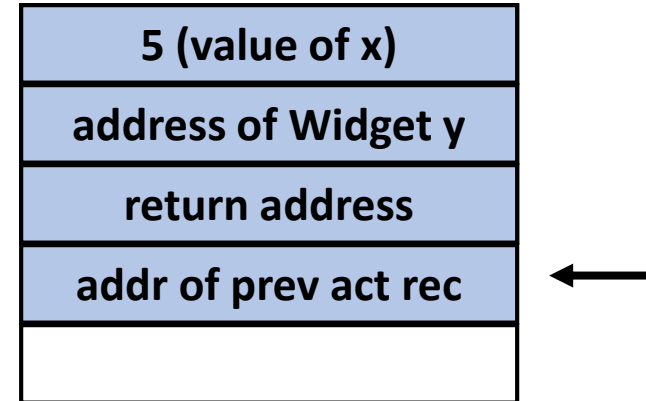 5 (value of x)
address of Widget y
return address
addr of prev act rec